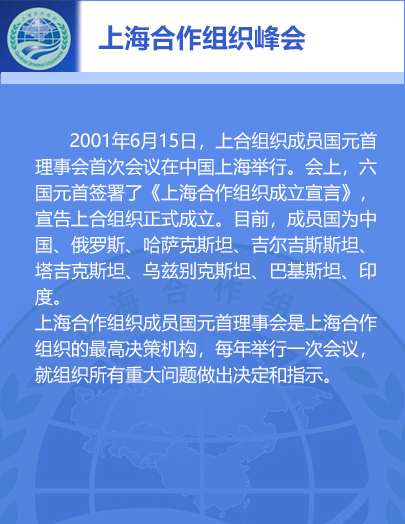 上海合作组织峰会
2001年6月15日，上合组织成员国元首
理事会首次会议在中国上海举行。会上，六
国元首签署了《上海合作组织成立宣言》，
宣告上合组织正式成立。目前，成员国为中
国、俄罗斯、哈萨克斯坦、吉尔吉斯斯坦、
塔吉克斯坦、乌兹别克斯坦、巴基斯坦、印
度。
上海合作组织成员国元首理事会是上海合作
组织的最高决策机构，每年举行一次会议，
就组织所有重大问题做出决定和指示。
海合作组